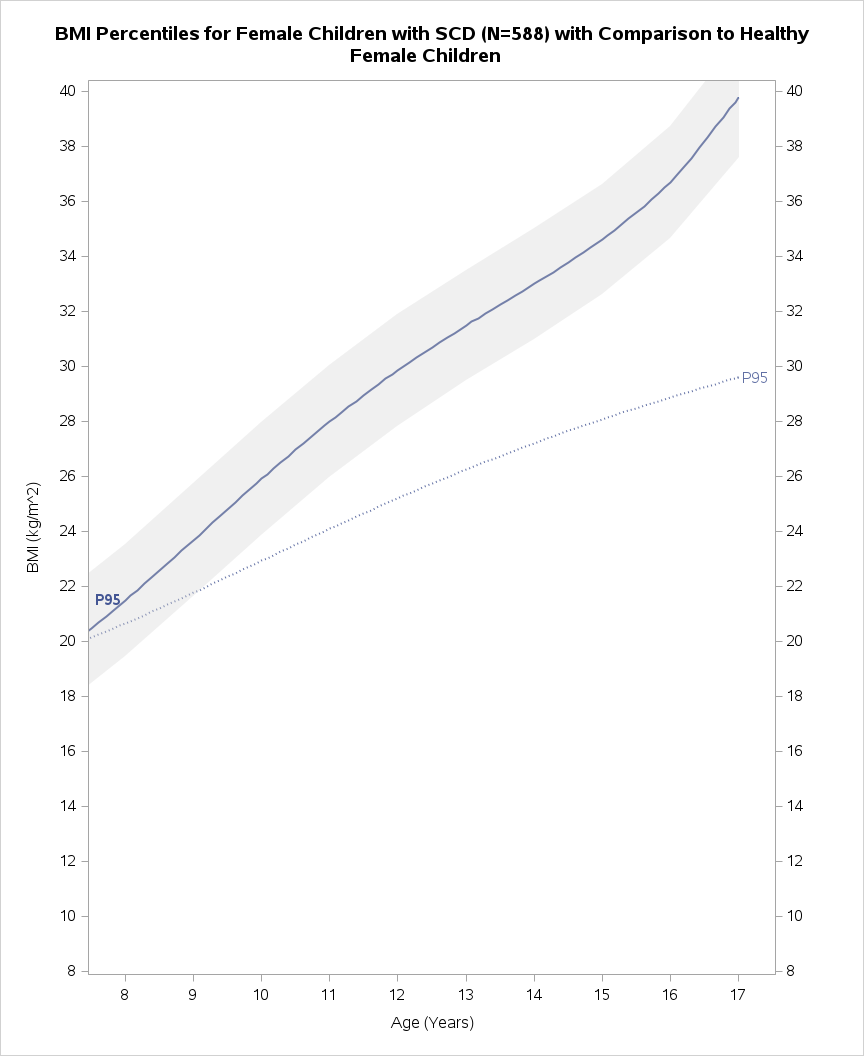 BMI Percentiles for Female Children with SCD (N=588) with Comparison to Healthy
Female Children
40 40
38 38
36 36
34 34
32 32
30 30
P95
28 28
26 26
BMI (kg/m^2)
24 24
22 22
P95
20 20
18 18
16 16
14 14
12 12
10 10
8 8
8 9 10 11 12 13 14 15 16 17
Age (Years)